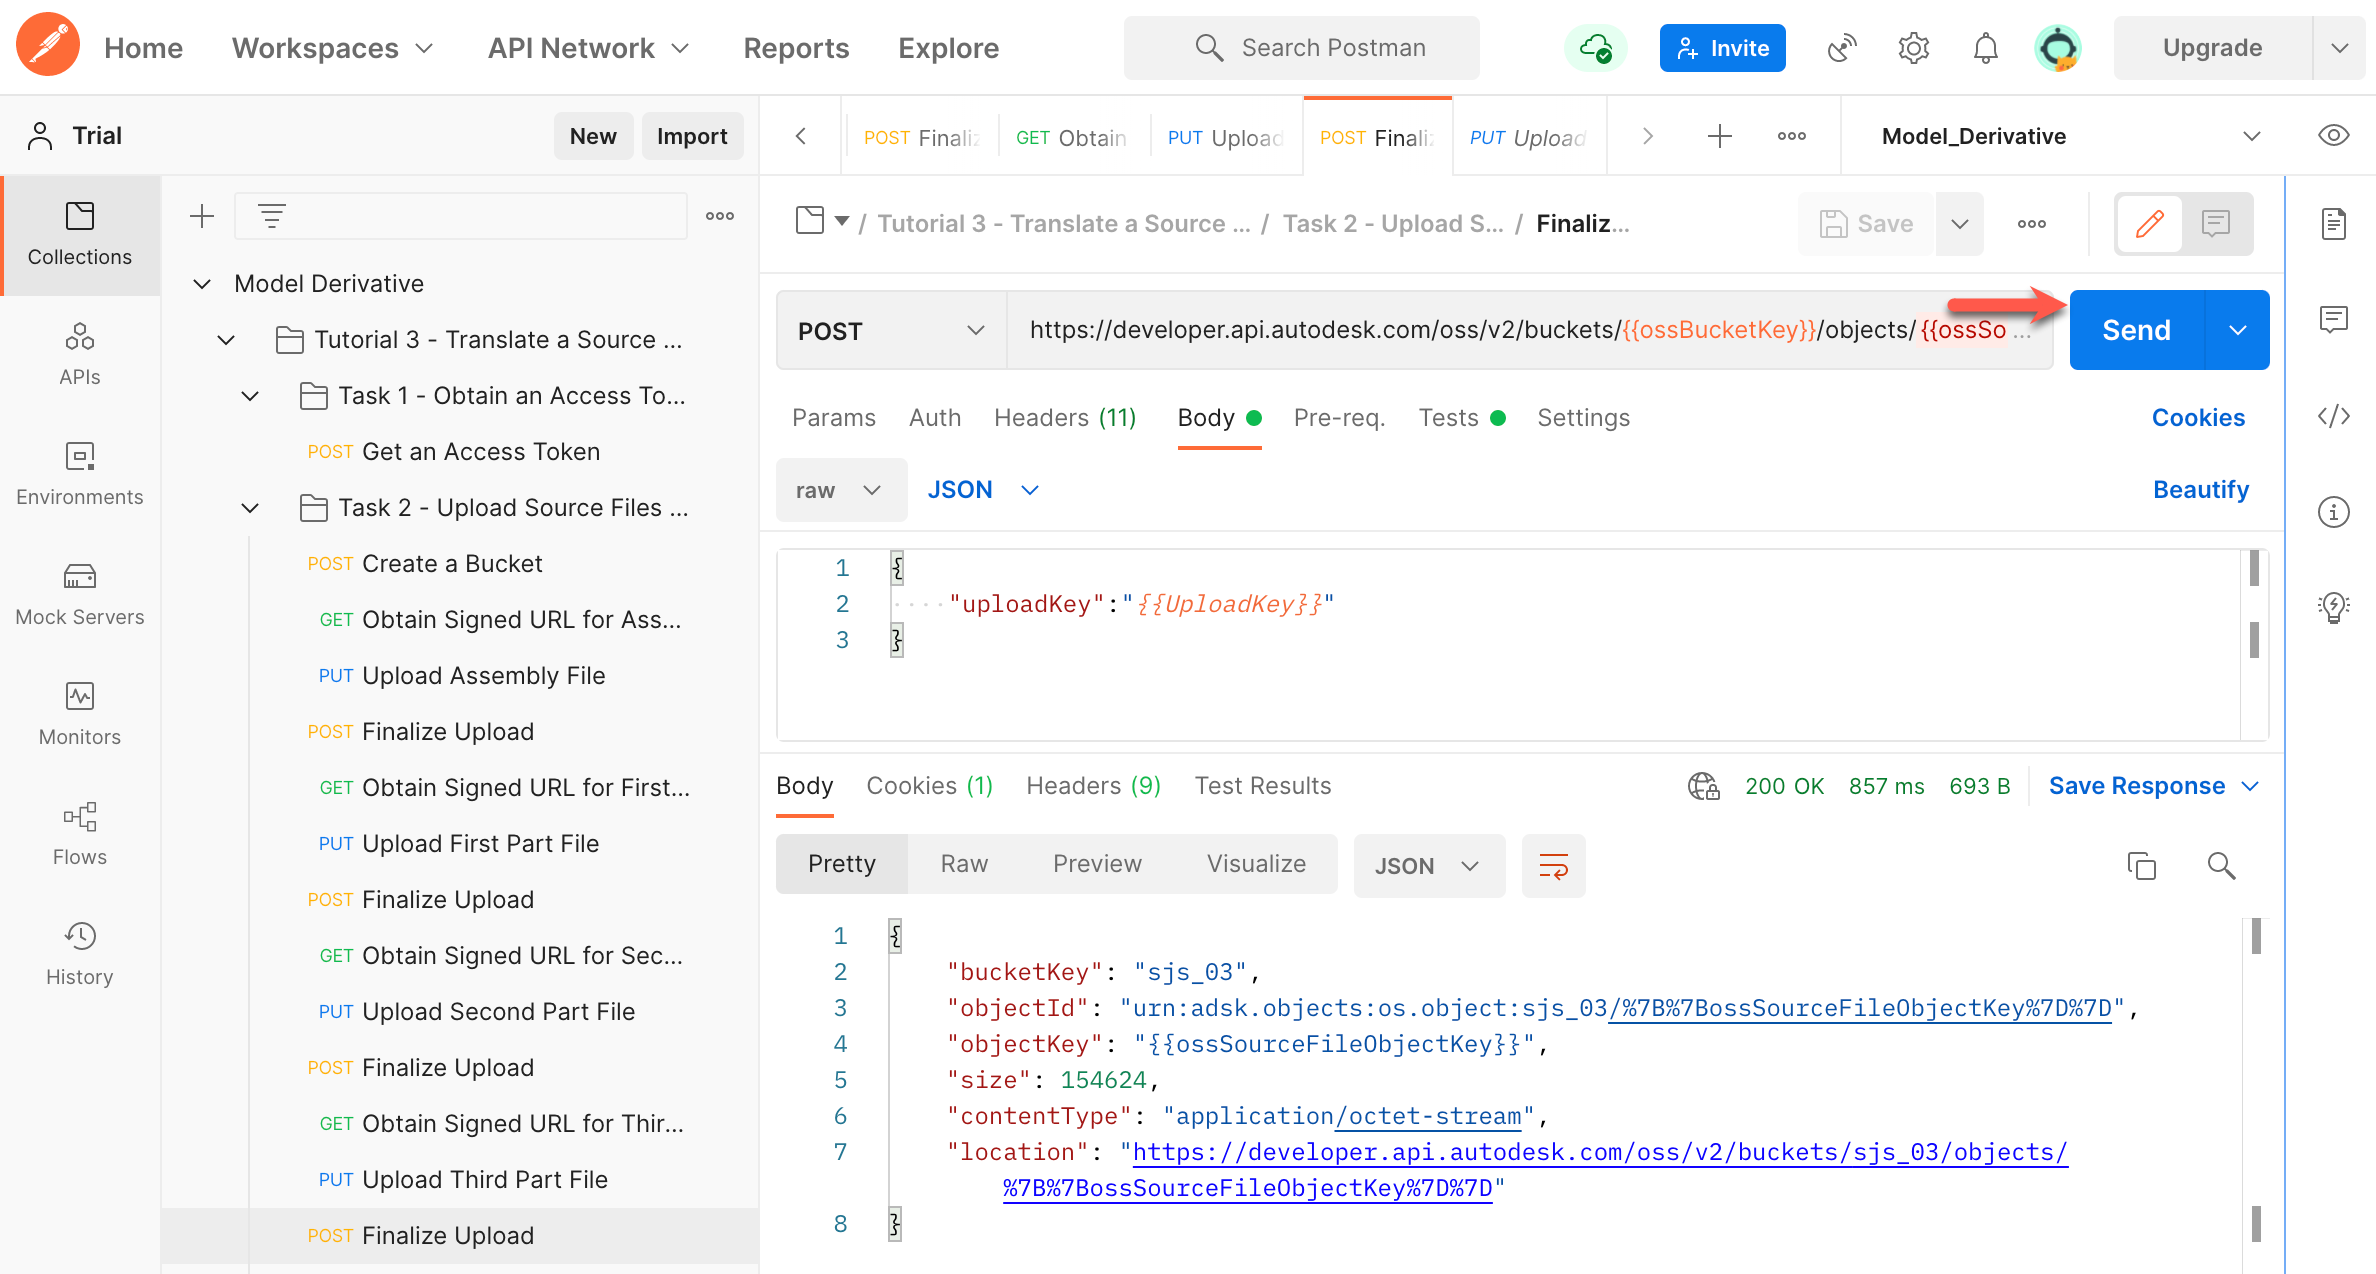 Home Workspaces API Network Reports Explore Search Postman Invite Upgrade
Trial New Import
POST Finaliz GET Obtain PUT Upload POST Finaliz PUT Upload Model_Derivative
Collections
APIs
Environments
Mock Servers
Monitors
Flows
History
Model Derivative
Tutorial 3 - Translate a Source ...
Task 1 - Obtain an Access To...
POST Get an Access Token
Task 2 - Upload Source Files ...
POST Create a Bucket
GET Obtain Signed URL for Ass...
PUT Upload Assembly File
POST Finalize Upload
GET Obtain Signed URL for First...
PUT Upload First Part File
POST Finalize Upload
GET Obtain Signed URL for Sec...
PUT Upload Second Part File
POST Finalize Upload
GET Obtain Signed URL for Thir...
PUT Upload Third Part File
POST Finalize Upload
/ Tutorial 3 - Translate a Source ... / Task 2 - Upload S... / Finaliz... Save
POST https://developer.api.autodesk.com/oss/v2/buckets/{{ossBucketKey}}/objects/{{ossSo ... Send
Params Auth Headers (11) Body Pre-req. Tests Settings Cookies
raw JSON Beautify
1 {
2 "uploadKey":"{{UploadKey}}"
3 }
Body Cookies (1) Headers (9) Test Results 200 OK 857 ms 693 B Save Response
Pretty Raw Preview Visualize JSON
1 {
2 "bucketKey": "sjs_03",
3 "objectId": "urn:adsk.objects:os.object:sjs_03/%7B%7BossSourceFileObjectKey%7D%7D",
4 "objectKey": "{{ossSourceFileObjectKey}}",
5 "size": 154624,
6 "contentType": "application/octet-stream",
7 "location": "https://developer.api.autodesk.com/oss/v2/buckets/sjs_03/objects/
%7B%7BossSourceFileObjectKey%7D%7D"
8 }